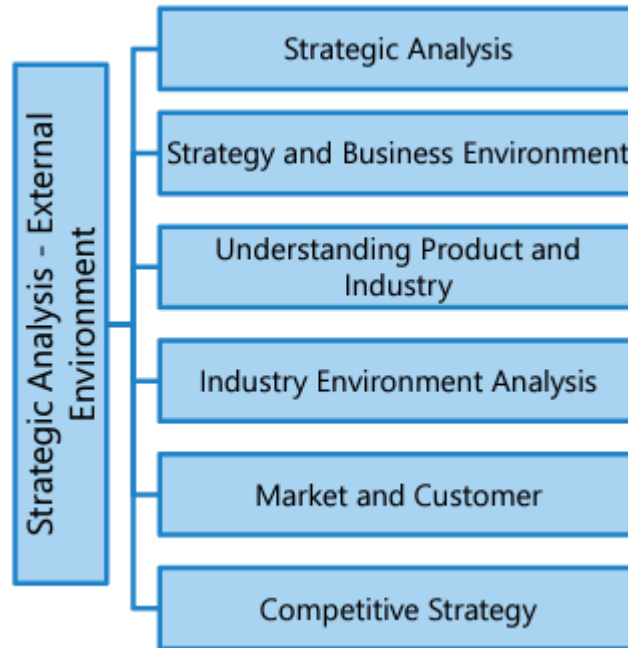 Strategic Analysis - External
Environment
Strategic Analysis
Strategy and Business Environment
Understanding Product and
Industry
Industry Environment Analysis
Market and Customer
Competitive Strategy